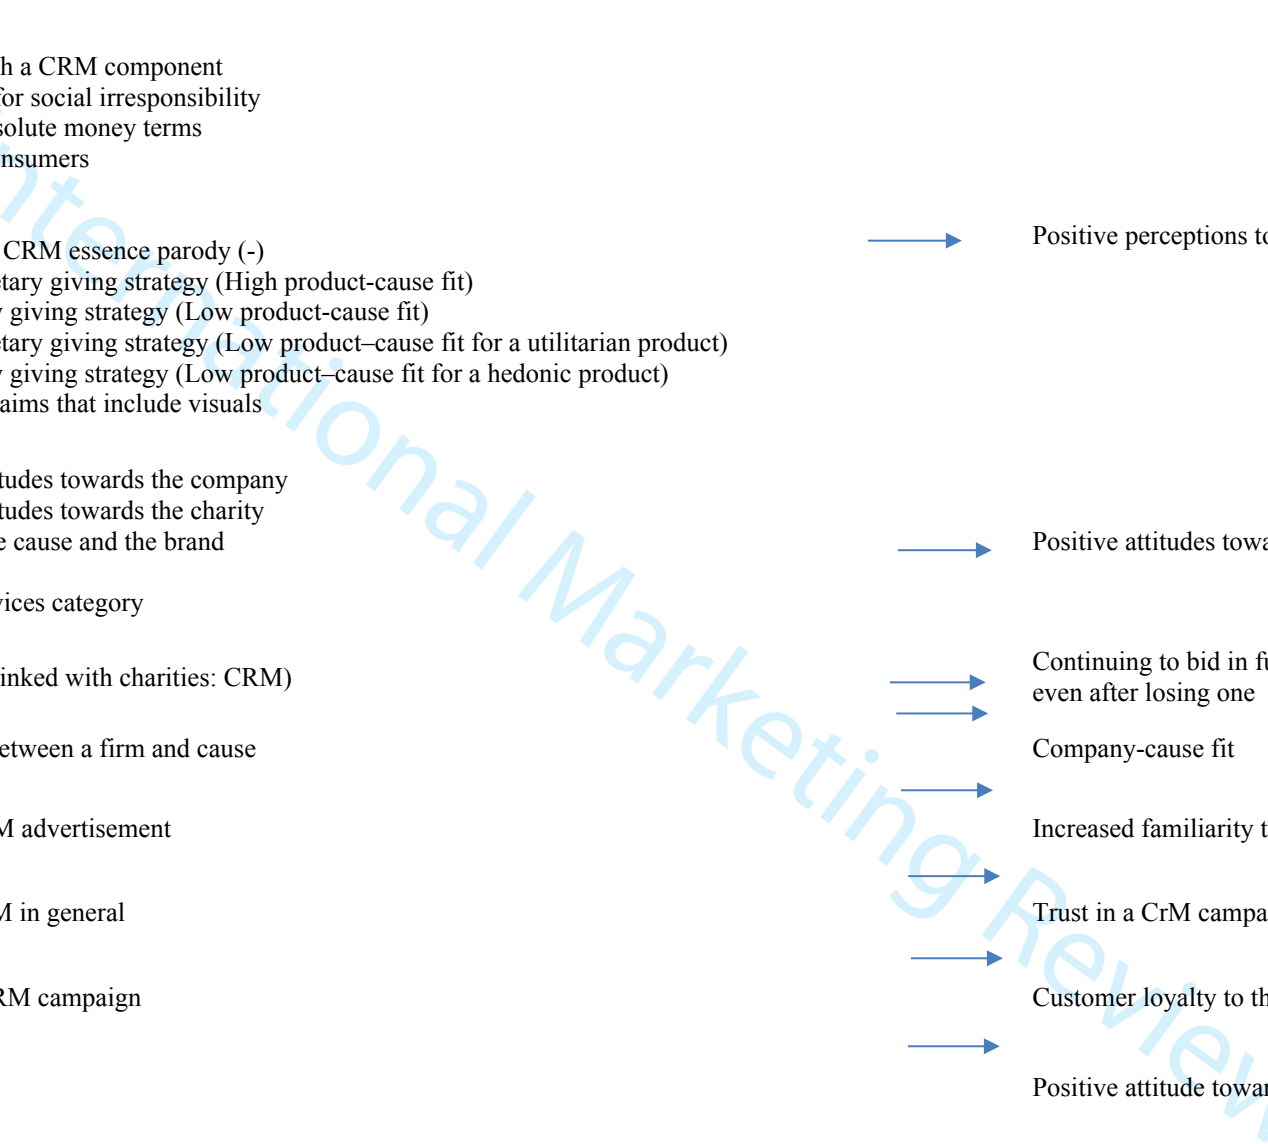 h a CRM component
for social irresponsibility
solute money terms
nsumers
Positive perceptions to
CRM essence parody (-)
etary giving strategy (High product-cause fit)
y giving strategy (Low product-cause fit)
etary giving strategy (Low product–cause fit for a utilitarian product)
y giving strategy (Low product–cause fit for a hedonic product)
aims that include visuals
itudes towards the company
itudes towards the charity
e cause and the brand
Positive attitudes towa
vices category
Continuing to bid in fu
inked with charities: CRM)
even after losing one
etween a firm and cause
Company-cause fit
M advertisement
Increased familiarity t
M in general
Trust in a CrM campa
RM campaign
Customer loyalty to th
Positive attitude towar
nternational Marketing Review